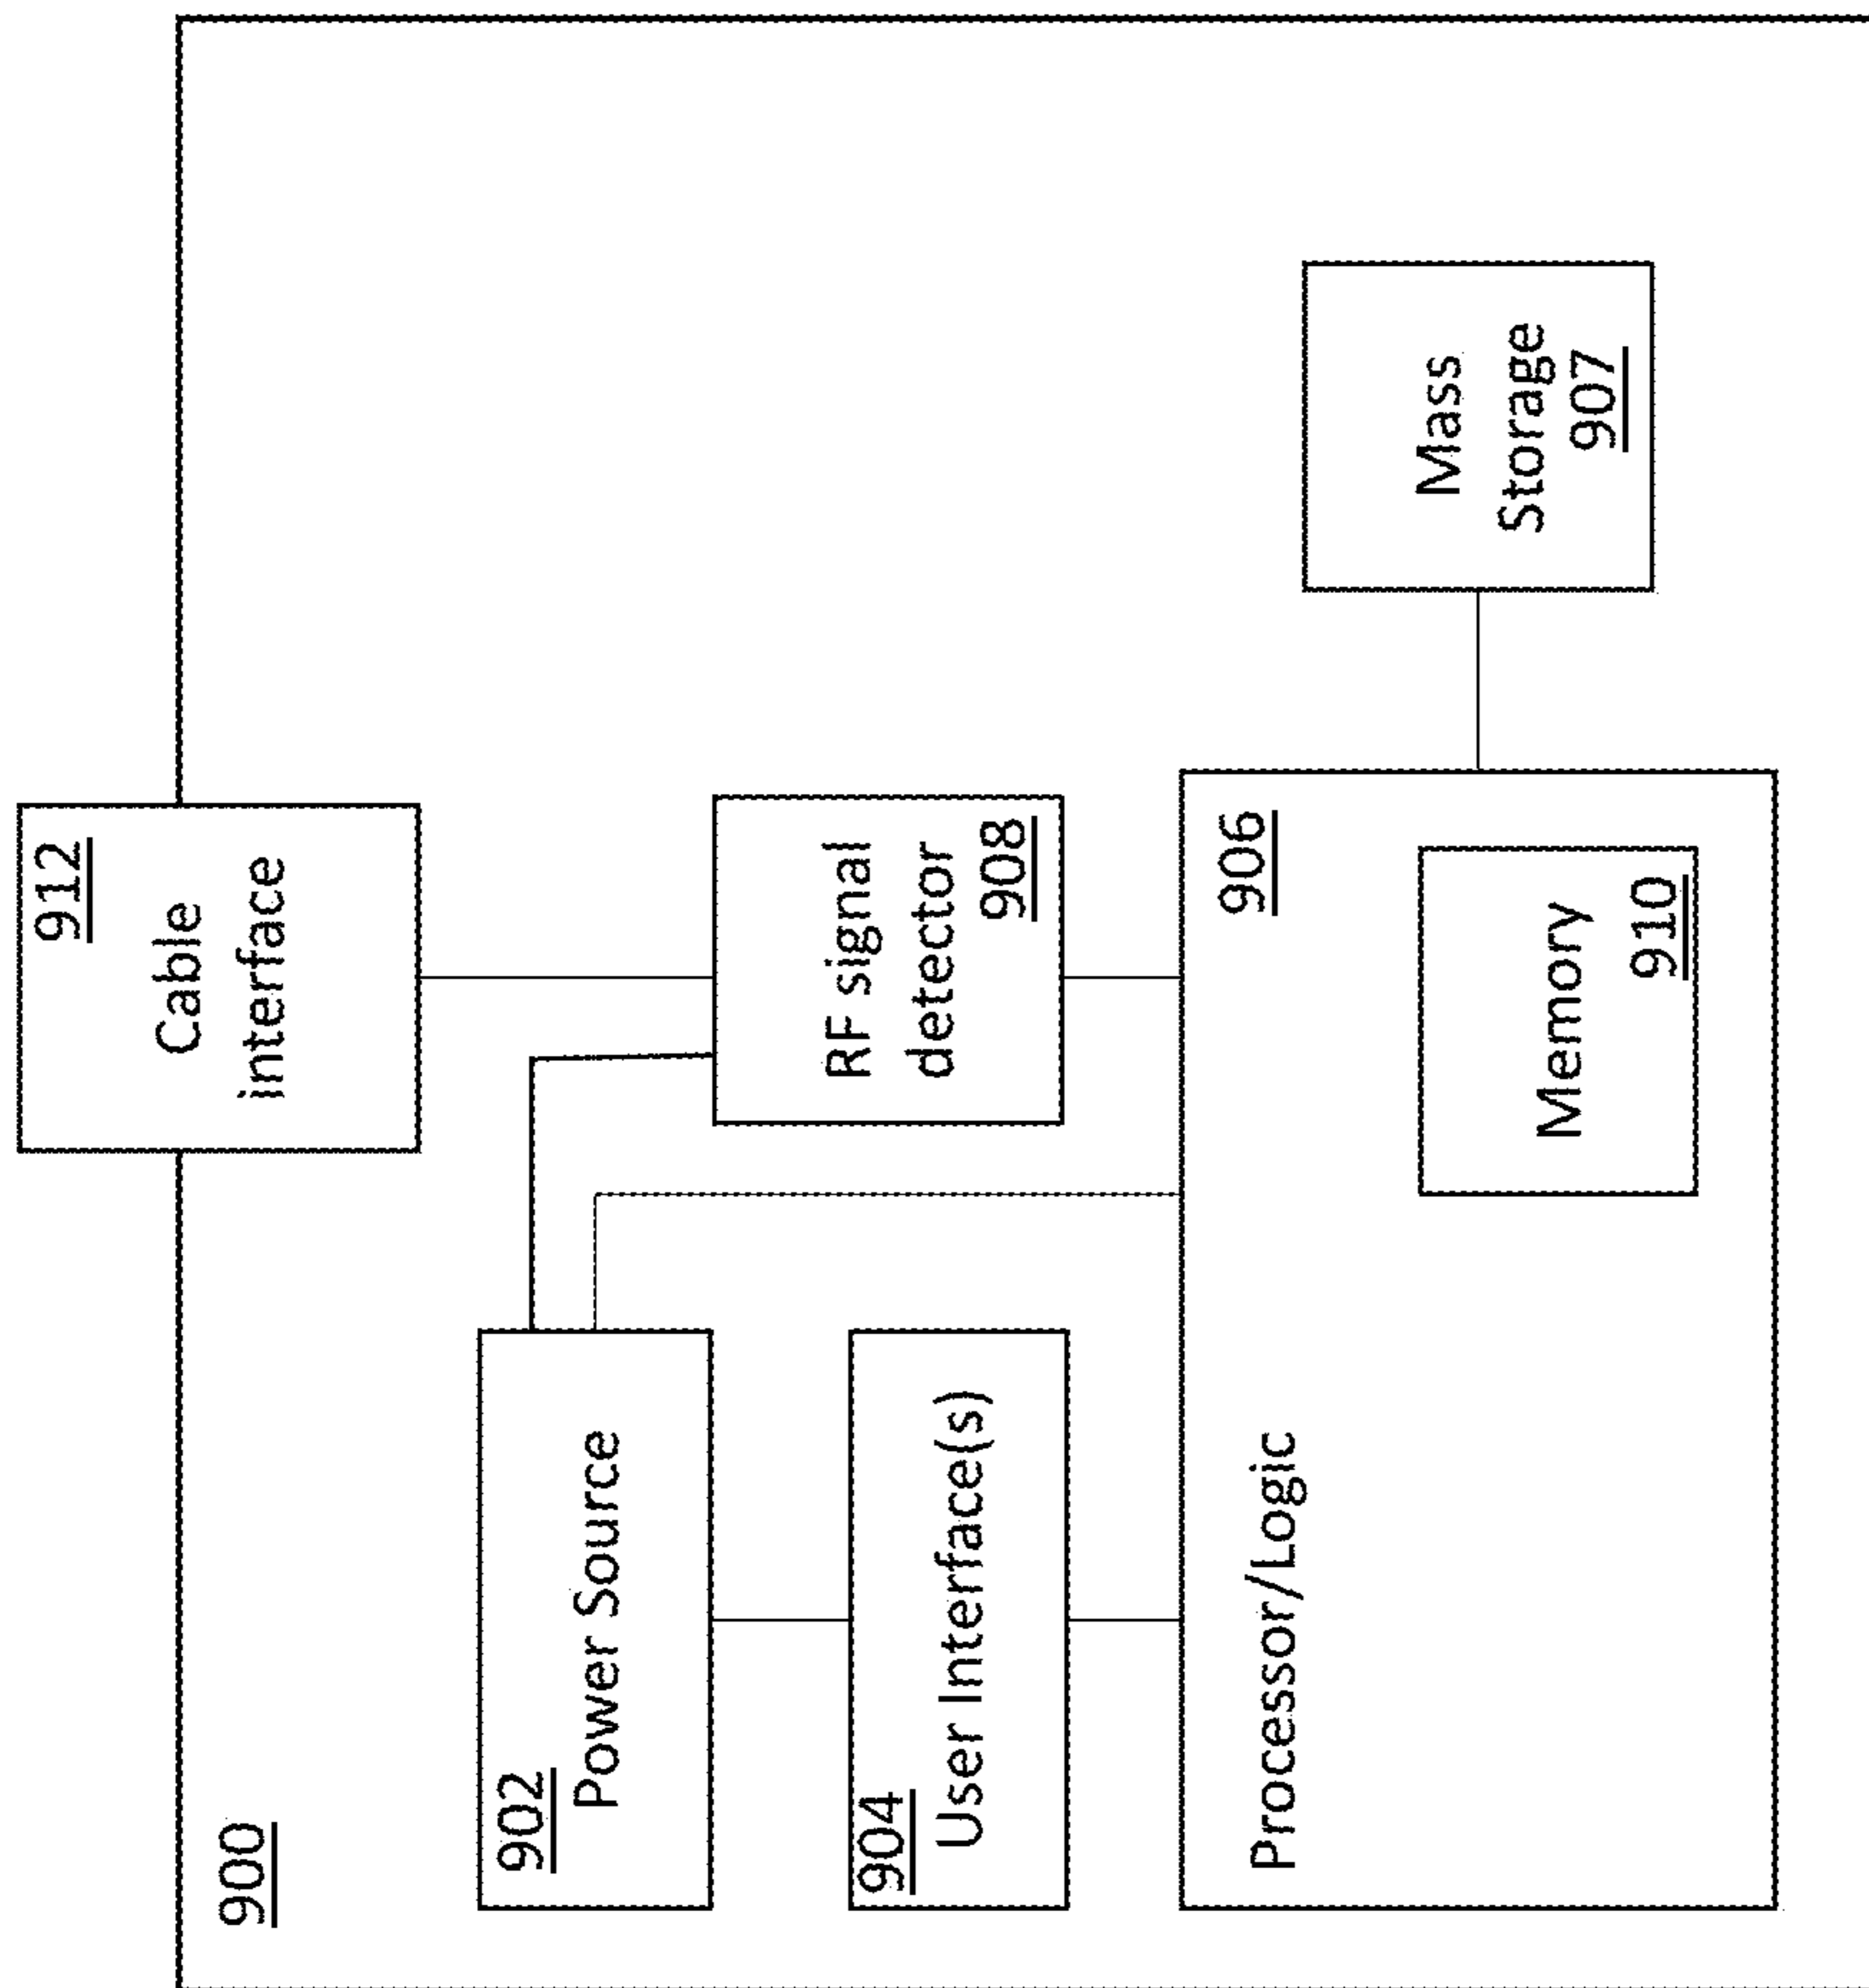 900
902
Power Source
904
User Interface(s)
Processor/Logic
912
Cable
interface
RF signal
detector
908
906
Memory
910
Mass
Storage
907